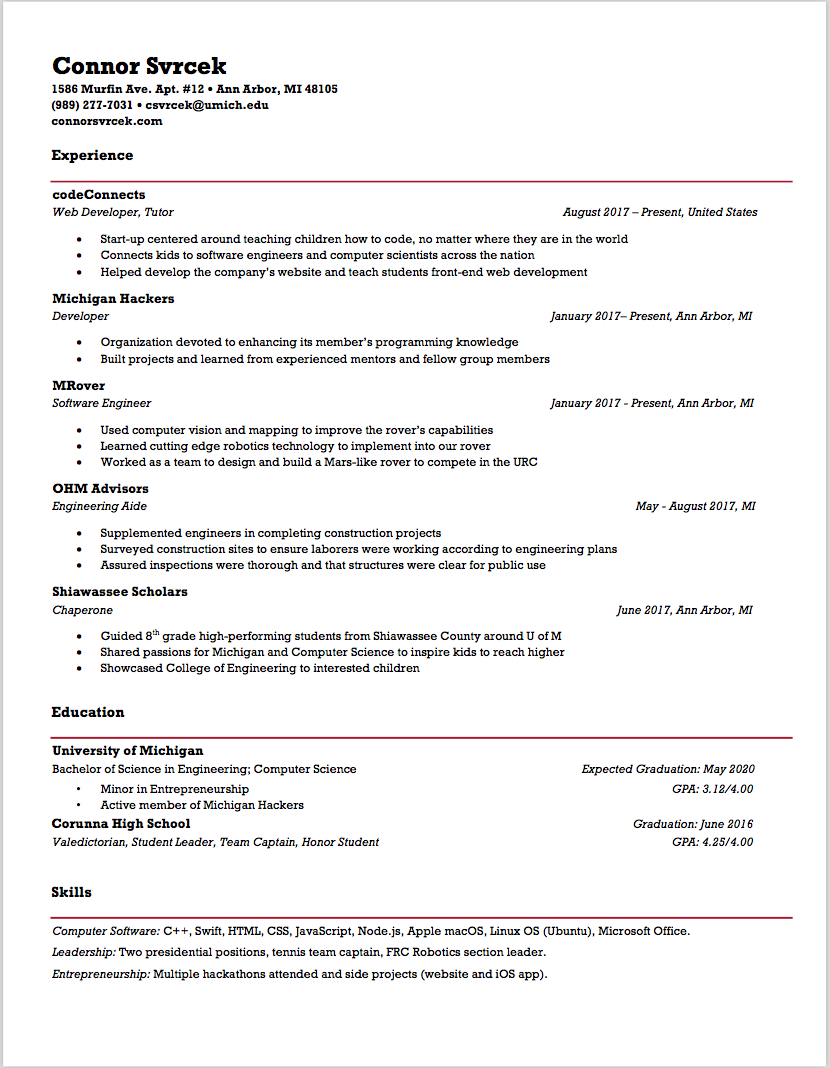 Connor Svrcek
1586 Murfin Ave. Apt. #12 • Ann Arbor, MI 48105
(989) 277-7031 • csvrcek@umich.edu
connorsvrcek.com
Experience
codeConnects
Web Developer, Tutor August 2017 – Present, United States
• Start-up centered around teaching children how to code, no matter where they are in the world
• Connects kids to software engineers and computer scientists across the nation
• Helped develop the company's website and teach students front-end web development
Michigan Hackers
Developer January 2017– Present, Ann Arbor, MI
• Organization devoted to enhancing its member's programming knowledge
• Built projects and learned from experienced mentors and fellow group members
MRover
Software Engineer January 2017 - Present, Ann Arbor, MI
• Used computer vision and mapping to improve the rover's capabilities
• Learned cutting edge robotics technology to implement into our rover
• Worked as a team to design and build a Mars-like rover to compete in the URC
OHM Advisors
Engineering Aide May - August 2017, MI
• Supplemented engineers in completing construction projects
• Surveyed construction sites to ensure laborers were working according to engineering plans
• Assured inspections were thorough and that structures were clear for public use
Shiawassee Scholars
Chaperone June 2017, Ann Arbor, MI
• Guided 8th grade high-performing students from Shiawassee County around U of M
• Shared passions for Michigan and Computer Science to inspire kids to reach higher
• Showcased College of Engineering to interested children
Education
University of Michigan
Bachelor of Science in Engineering; Computer Science Expected Graduation: May 2020
• Minor in Entrepreneurship GPA: 3.12/4.00
• Active member of Michigan Hackers
Corunna High School Graduation: June 2016
Valedictorian, Student Leader, Team Captain, Honor Student GPA: 4.25/4.00
Skills
Computer Software: C++, Swift, HTML, CSS, JavaScript, Node.js, Apple macOS, Linux OS (Ubuntu), Microsoft Office.
Leadership: Two presidential positions, tennis team captain, FRC Robotics section leader.
Entrepreneurship: Multiple hackathons attended and side projects (website and iOS app).